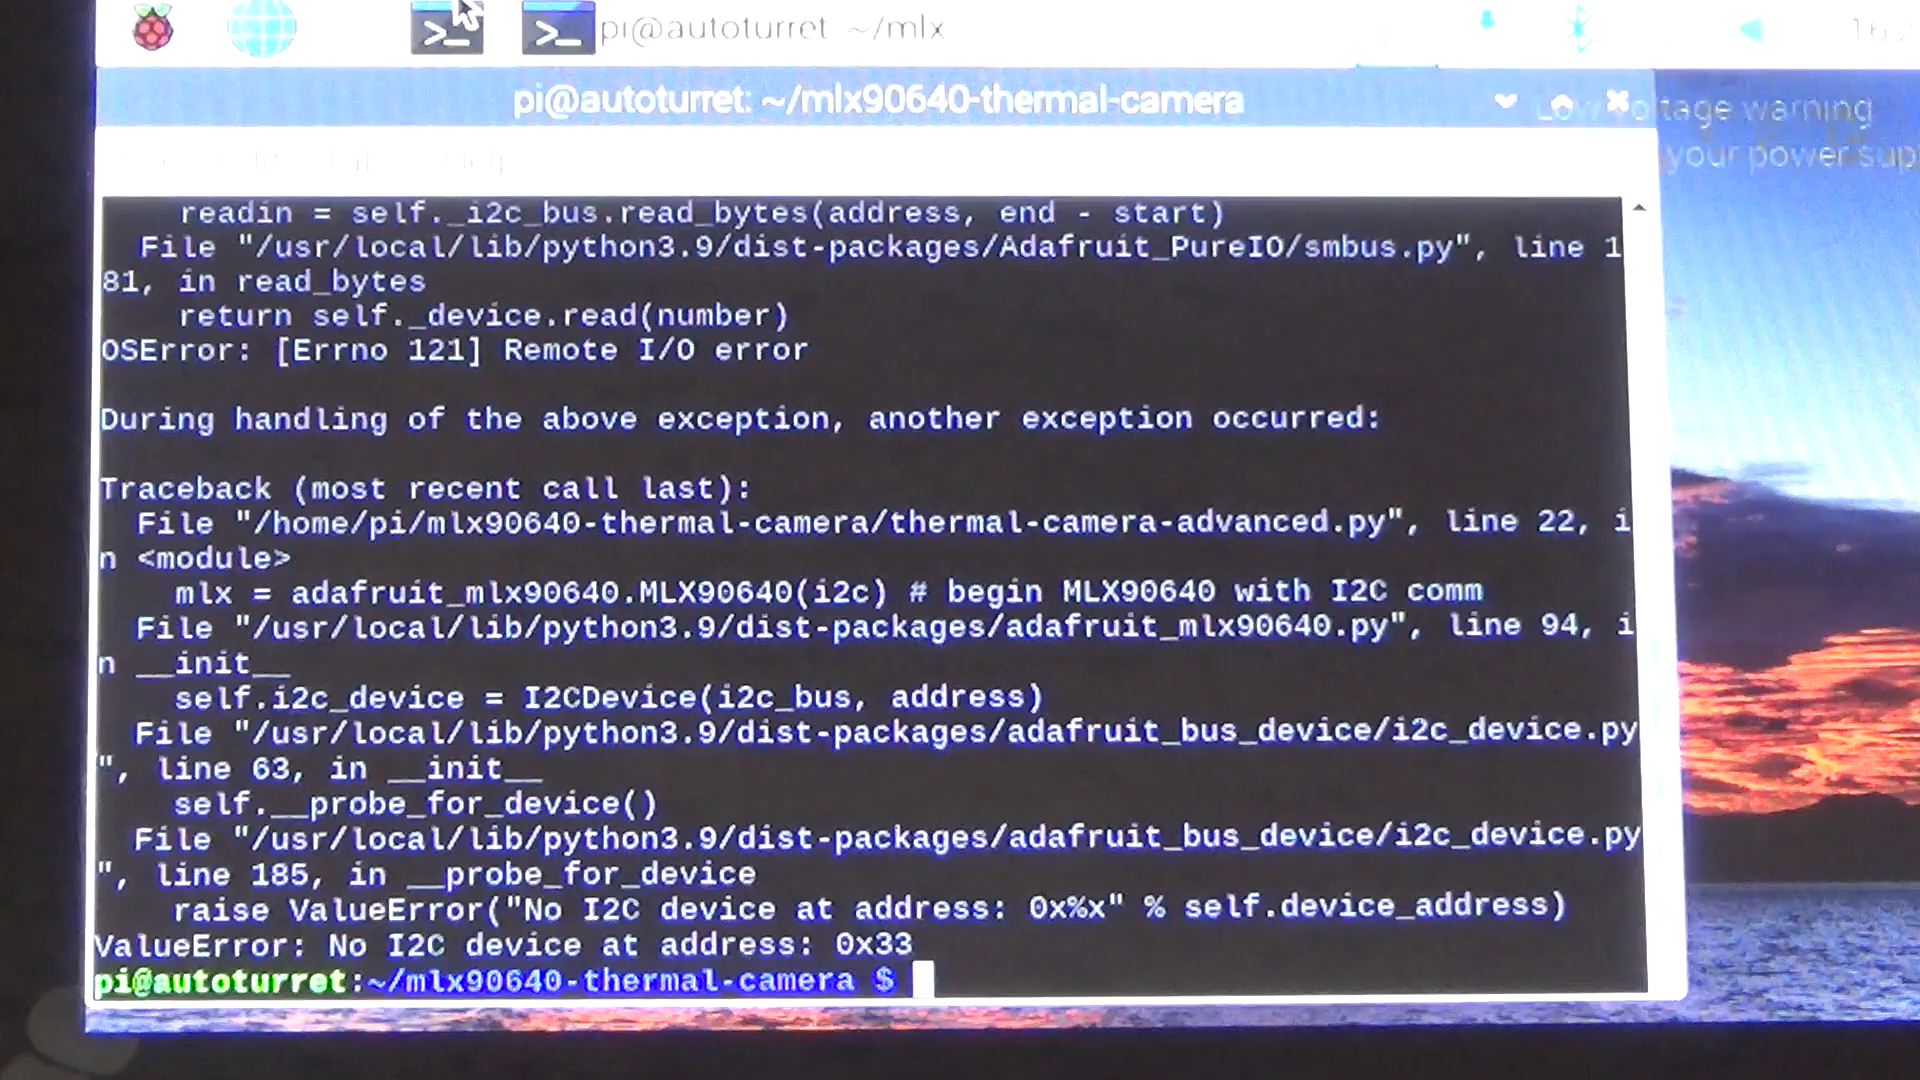 pi@autoturret: ~/mlx
16:
pi@autoturret: ~/mlx90640-thermal-camera
Low voltage warning
your power sup
readin = self._i2c_bus.read_bytes(address, end - start)
File "/usr/local/lib/python3.9/dist-packages/Adafruit_PureIO/smbus.py", line 1
81, in read_bytes
return self._device.read(number)
OSError: [Errno 121] Remote I/O error
During handling of the above exception, another exception occurred:
Traceback (most recent call last):
File "/home/pi/mlx90640-thermal-camera/thermal-camera-advanced.py", line 22, i
n <module>
mlx = adafruit_mlx90640.MLX90640(i2c) # begin MLX90640 with I2C comm
File "/usr/local/lib/python3.9/dist-packages/adafruit_mlx90640.py", line 94, i
n __init__
self.i2c_device = I2CDevice(i2c_bus, address)
File "/usr/local/lib/python3.9/dist-packages/adafruit_bus_device/i2c_device.py
", line 63, in __init__
self.__probe_for_device()
File "/usr/local/lib/python3.9/dist-packages/adafruit_bus_device/i2c_device.py
", line 185, in __probe_for_device
raise ValueError("No I2C device at address: 0x%x" % self.device_address)
ValueError: No I2C device at address: 0x33
pi@autoturret:~/mlx90640-thermal-camera $